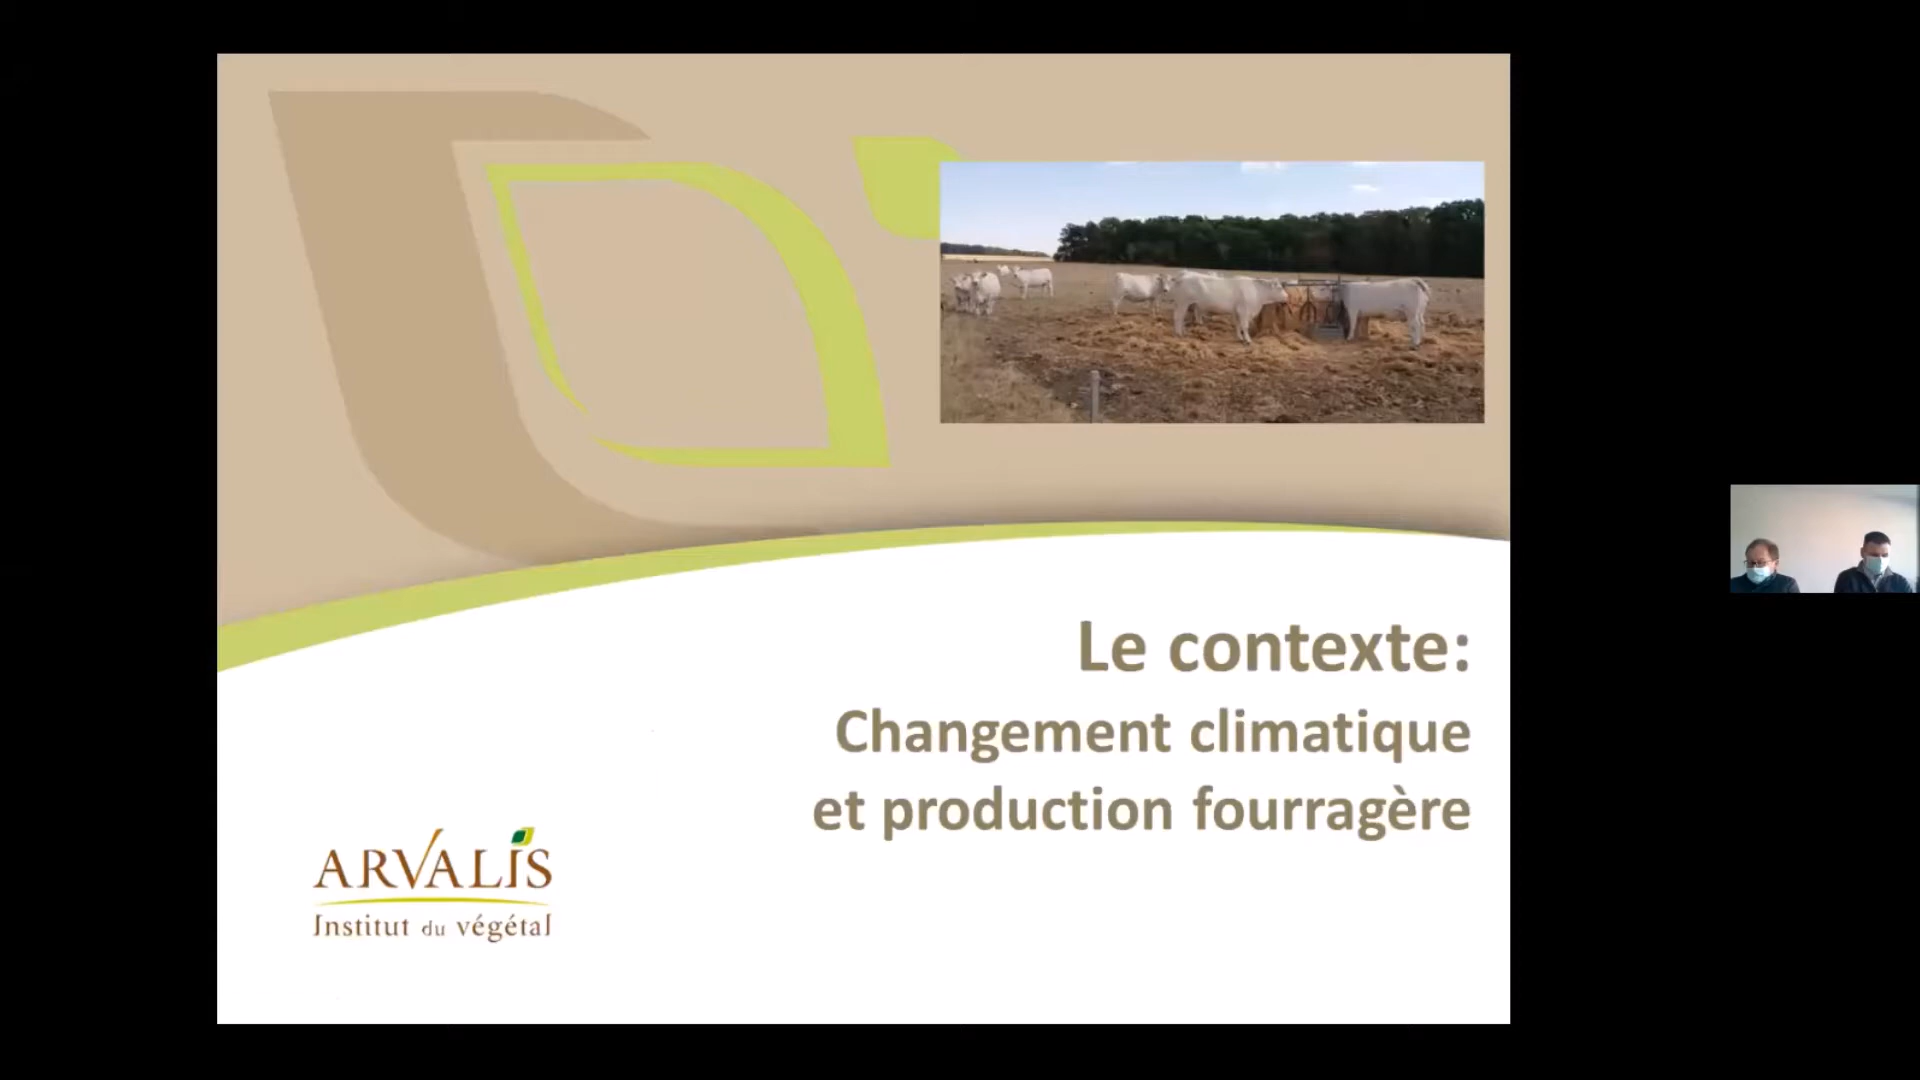 Le contexte:
Changement climatique
et production fourragère
ARVALIS
Institut du végétal